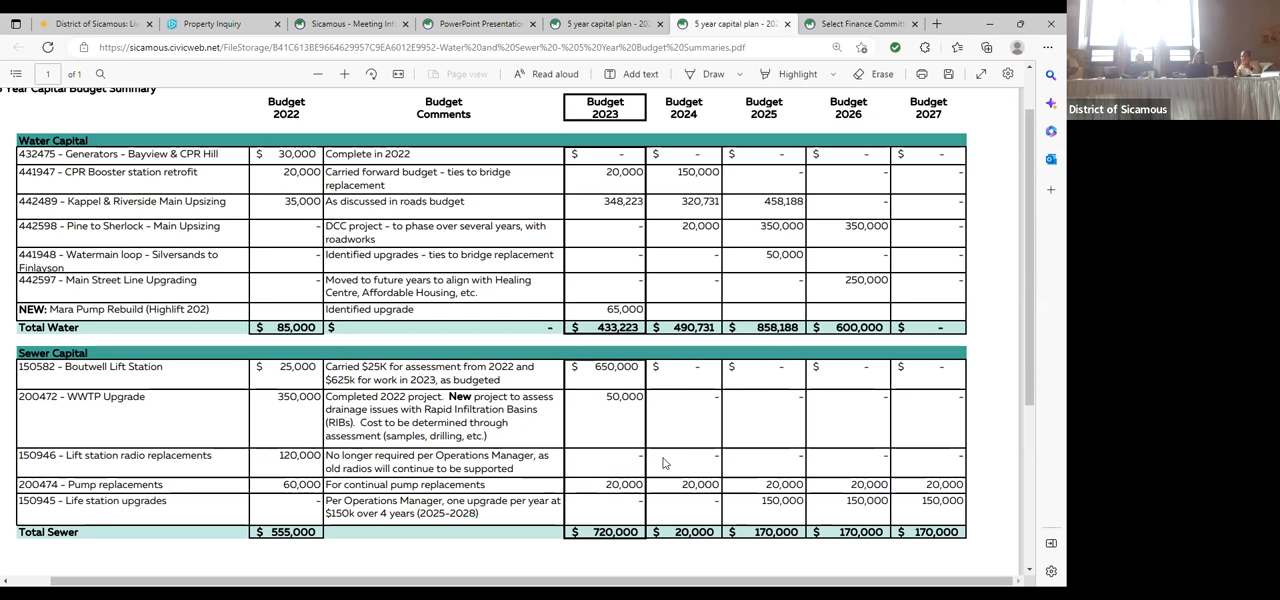 District of Sicamous: Li
Property Inquiry
Sicamous - Meeting Inf
PowerPoint Presentatio
5 year capital plan - 202
5 year capital plan - 202
Select Finance Committ
https://sicamous.civicweb.net/FileStorage/B41C613BE9664629957C9EA6012E9952-Water%20and%20Sewer%20-%205%20Year%20Budget%20Summaries.pdf
1 of 1
Page view
Read aloud
Add text
Draw
Highlight
Erase
Year Capital Budget Summary
Budget 2022 Budget Comments Budget 2023 Budget 2024 Budget 2025 Budget 2026 Budget 2027
District of Sicamous
Water Capital
432475 - Generators - Bayview & CPR Hill $ 30,000 Complete in 2022 $ - $ - $ - $ - $ -
441947 - CPR Booster station retrofit 20,000 Carried forward budget - ties to bridge 20,000 150,000 - - -
replacement
442489 - Kappel & Riverside Main Upsizing 35,000 As discussed in roads budget 348,223 320,731 458,188 - -
442598 - Pine to Sherlock - Main Upsizing - DCC project - to phase over several years, with - 20,000 350,000 350,000 -
roadworks
441948 - Watermain loop - Silversands to - Identified upgrades - ties to bridge replacement - - 50,000 - -
Finlayson
442597 - Main Street Line Upgrading - Moved to future years to align with Healing - - - 250,000 -
Centre, Affordable Housing, etc.
NEW: Mara Pump Rebuild (Highlift 202) Identified upgrade 65,000
Total Water $ 85,000 $ - $ 433,223 $ 490,731 $ 858,188 $ 600,000 $ -
Sewer Capital
150582 - Boutwell Lift Station $ 25,000 Carried $25K for assessment from 2022 and $ 650,000 $ - $ - $ - $ -
$625k for work in 2023, as budgeted
200472 - WWTP Upgrade 350,000 Completed 2022 project. New project to assess 50,000 - - - -
drainage issues with Rapid Infiltration Basins
(RIBs). Cost to be determined through
assessment (samples, drilling, etc.)
150946 - Lift station radio replacements 120,000 No longer required per Operations Manager, as - - - - -
old radios will continue to be supported
200474 - Pump replacements 60,000 For continual pump replacements 20,000 20,000 20,000 20,000 20,000
150945 - Life station upgrades - Per Operations Manager, one upgrade per year at - - 150,000 150,000 150,000
$150k over 4 years (2025-2028)
Total Sewer $ 555,000 $ 720,000 $ 20,000 $ 170,000 $ 170,000 $ 170,000